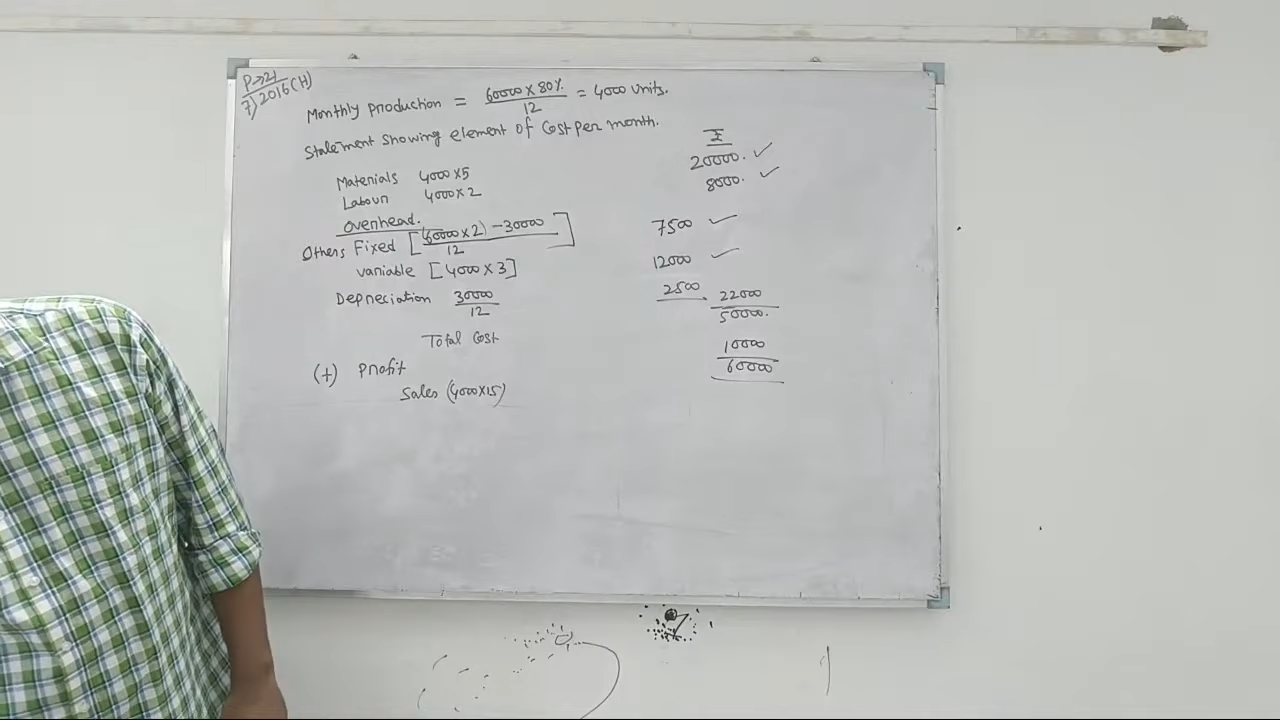 P→21
7) 2016(H)
Monthly production = 60000 × 80% / 12 = 4000 units.
Statement showing element of cost per month.
₹
Materials 4000×5 20000. ✓
Labour 4000×2 8000. ✓
overhead.
Others Fixed [(60000×2) - 30000 / 12] 7500 ✓
variable [4000×3] 12000 ✓
Depreciation 30000 / 12 2500 22000
50000.
Total Cost
10000
(+) Profit 60000
Sales (4000×15)